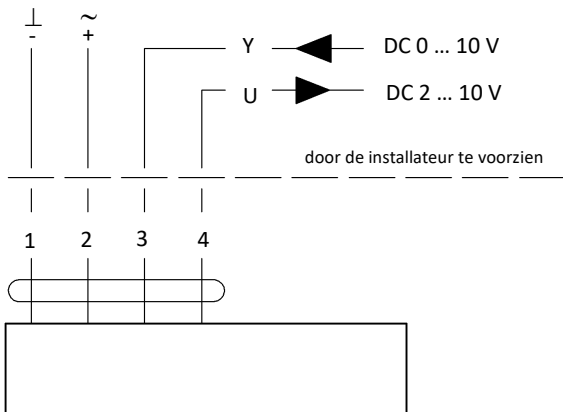 ⊥ ~
- +
Y DC 0 ... 10 V
U DC 2 ... 10 V
door de installateur te voorzien
1 2 3 4